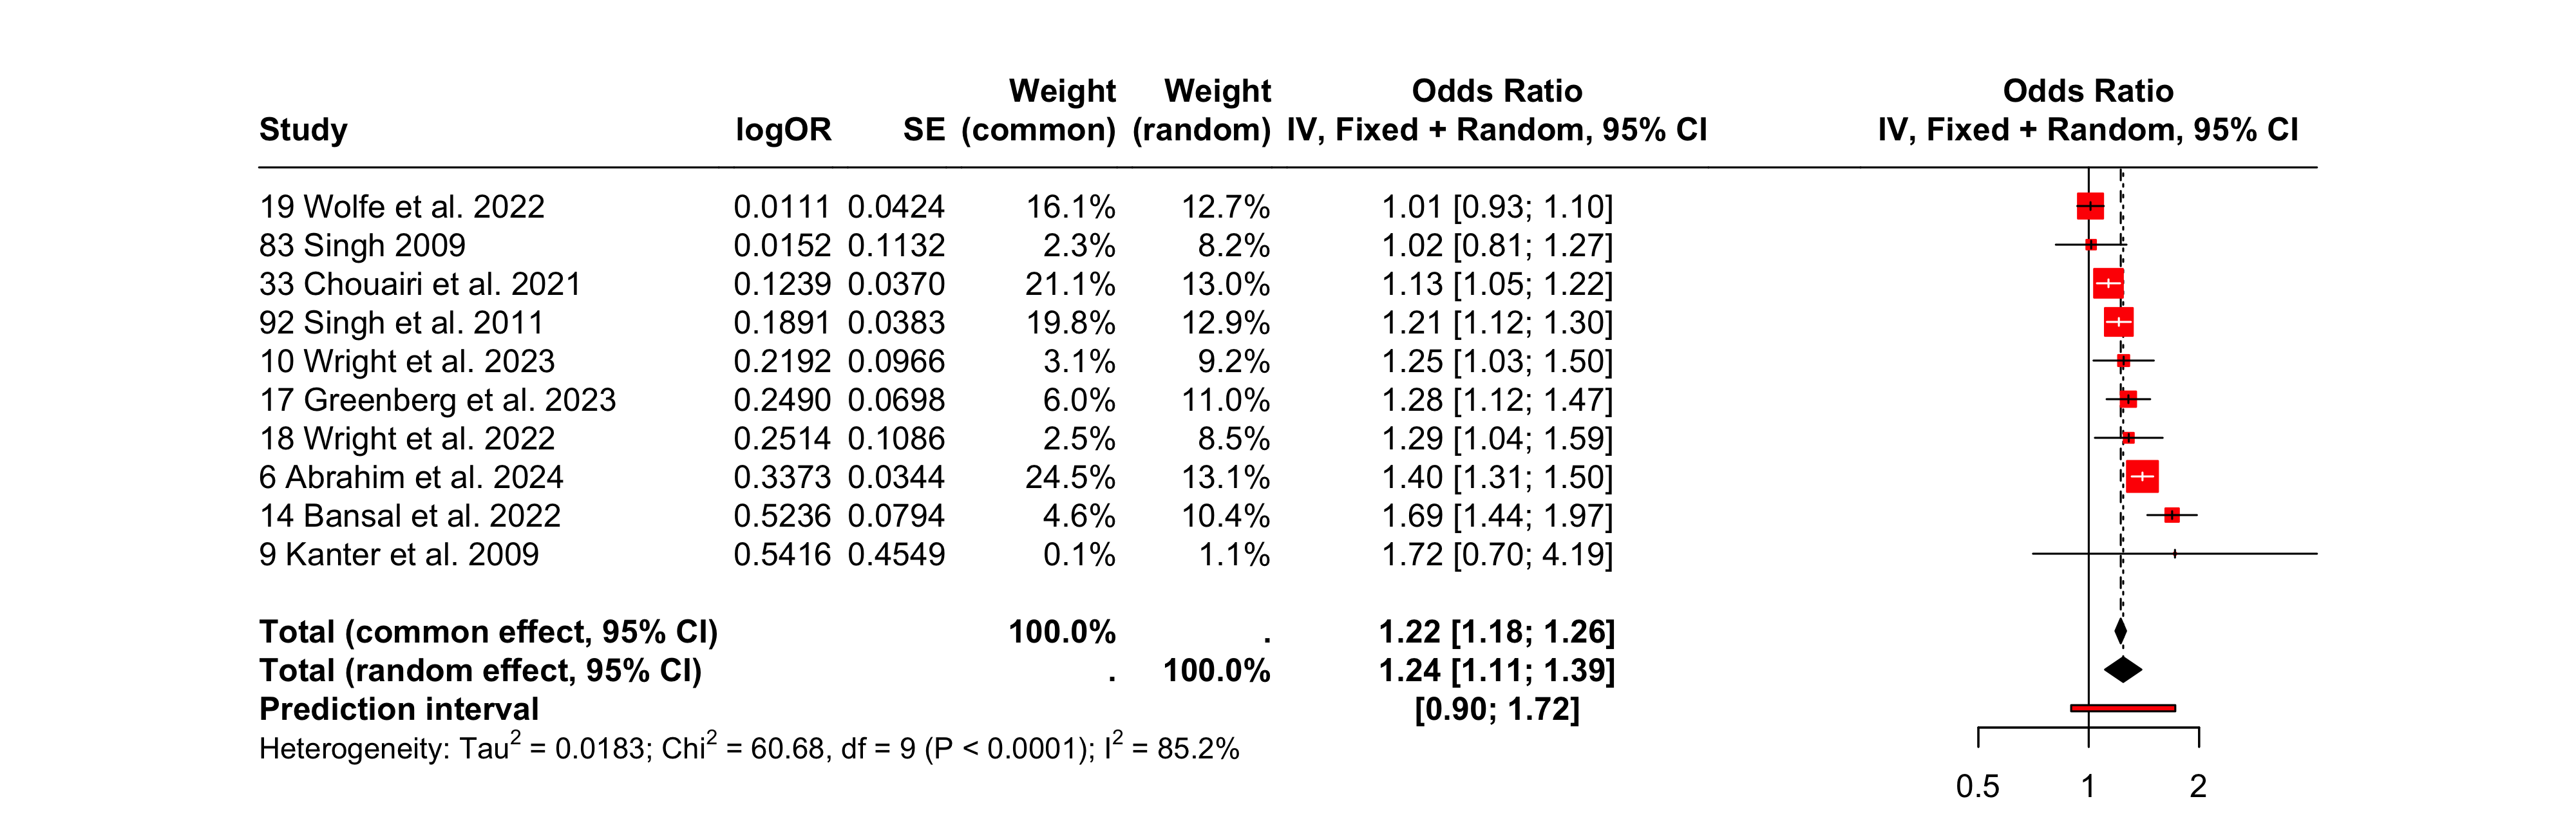 Weight Weight Odds Ratio Odds Ratio
Study logOR SE (common) (random) IV, Fixed + Random, 95% CI IV, Fixed + Random, 95% CI
19 Wolfe et al. 2022 0.0111 0.0424 16.1% 12.7% 1.01 [0.93; 1.10]
83 Singh 2009 0.0152 0.1132 2.3% 8.2% 1.02 [0.81; 1.27]
33 Chouairi et al. 2021 0.1239 0.0370 21.1% 13.0% 1.13 [1.05; 1.22]
92 Singh et al. 2011 0.1891 0.0383 19.8% 12.9% 1.21 [1.12; 1.30]
10 Wright et al. 2023 0.2192 0.0966 3.1% 9.2% 1.25 [1.03; 1.50]
17 Greenberg et al. 2023 0.2490 0.0698 6.0% 11.0% 1.28 [1.12; 1.47]
18 Wright et al. 2022 0.2514 0.1086 2.5% 8.5% 1.29 [1.04; 1.59]
6 Abrahim et al. 2024 0.3373 0.0344 24.5% 13.1% 1.40 [1.31; 1.50]
14 Bansal et al. 2022 0.5236 0.0794 4.6% 10.4% 1.69 [1.44; 1.97]
9 Kanter et al. 2009 0.5416 0.4549 0.1% 1.1% 1.72 [0.70; 4.19]
Total (common effect, 95% CI) 100.0% . 1.22 [1.18; 1.26]
Total (random effect, 95% CI) . 100.0% 1.24 [1.11; 1.39]
Prediction interval [0.90; 1.72]
Heterogeneity: Tau² = 0.0183; Chi² = 60.68, df = 9 (P < 0.0001); I² = 85.2%
0.5 1 2